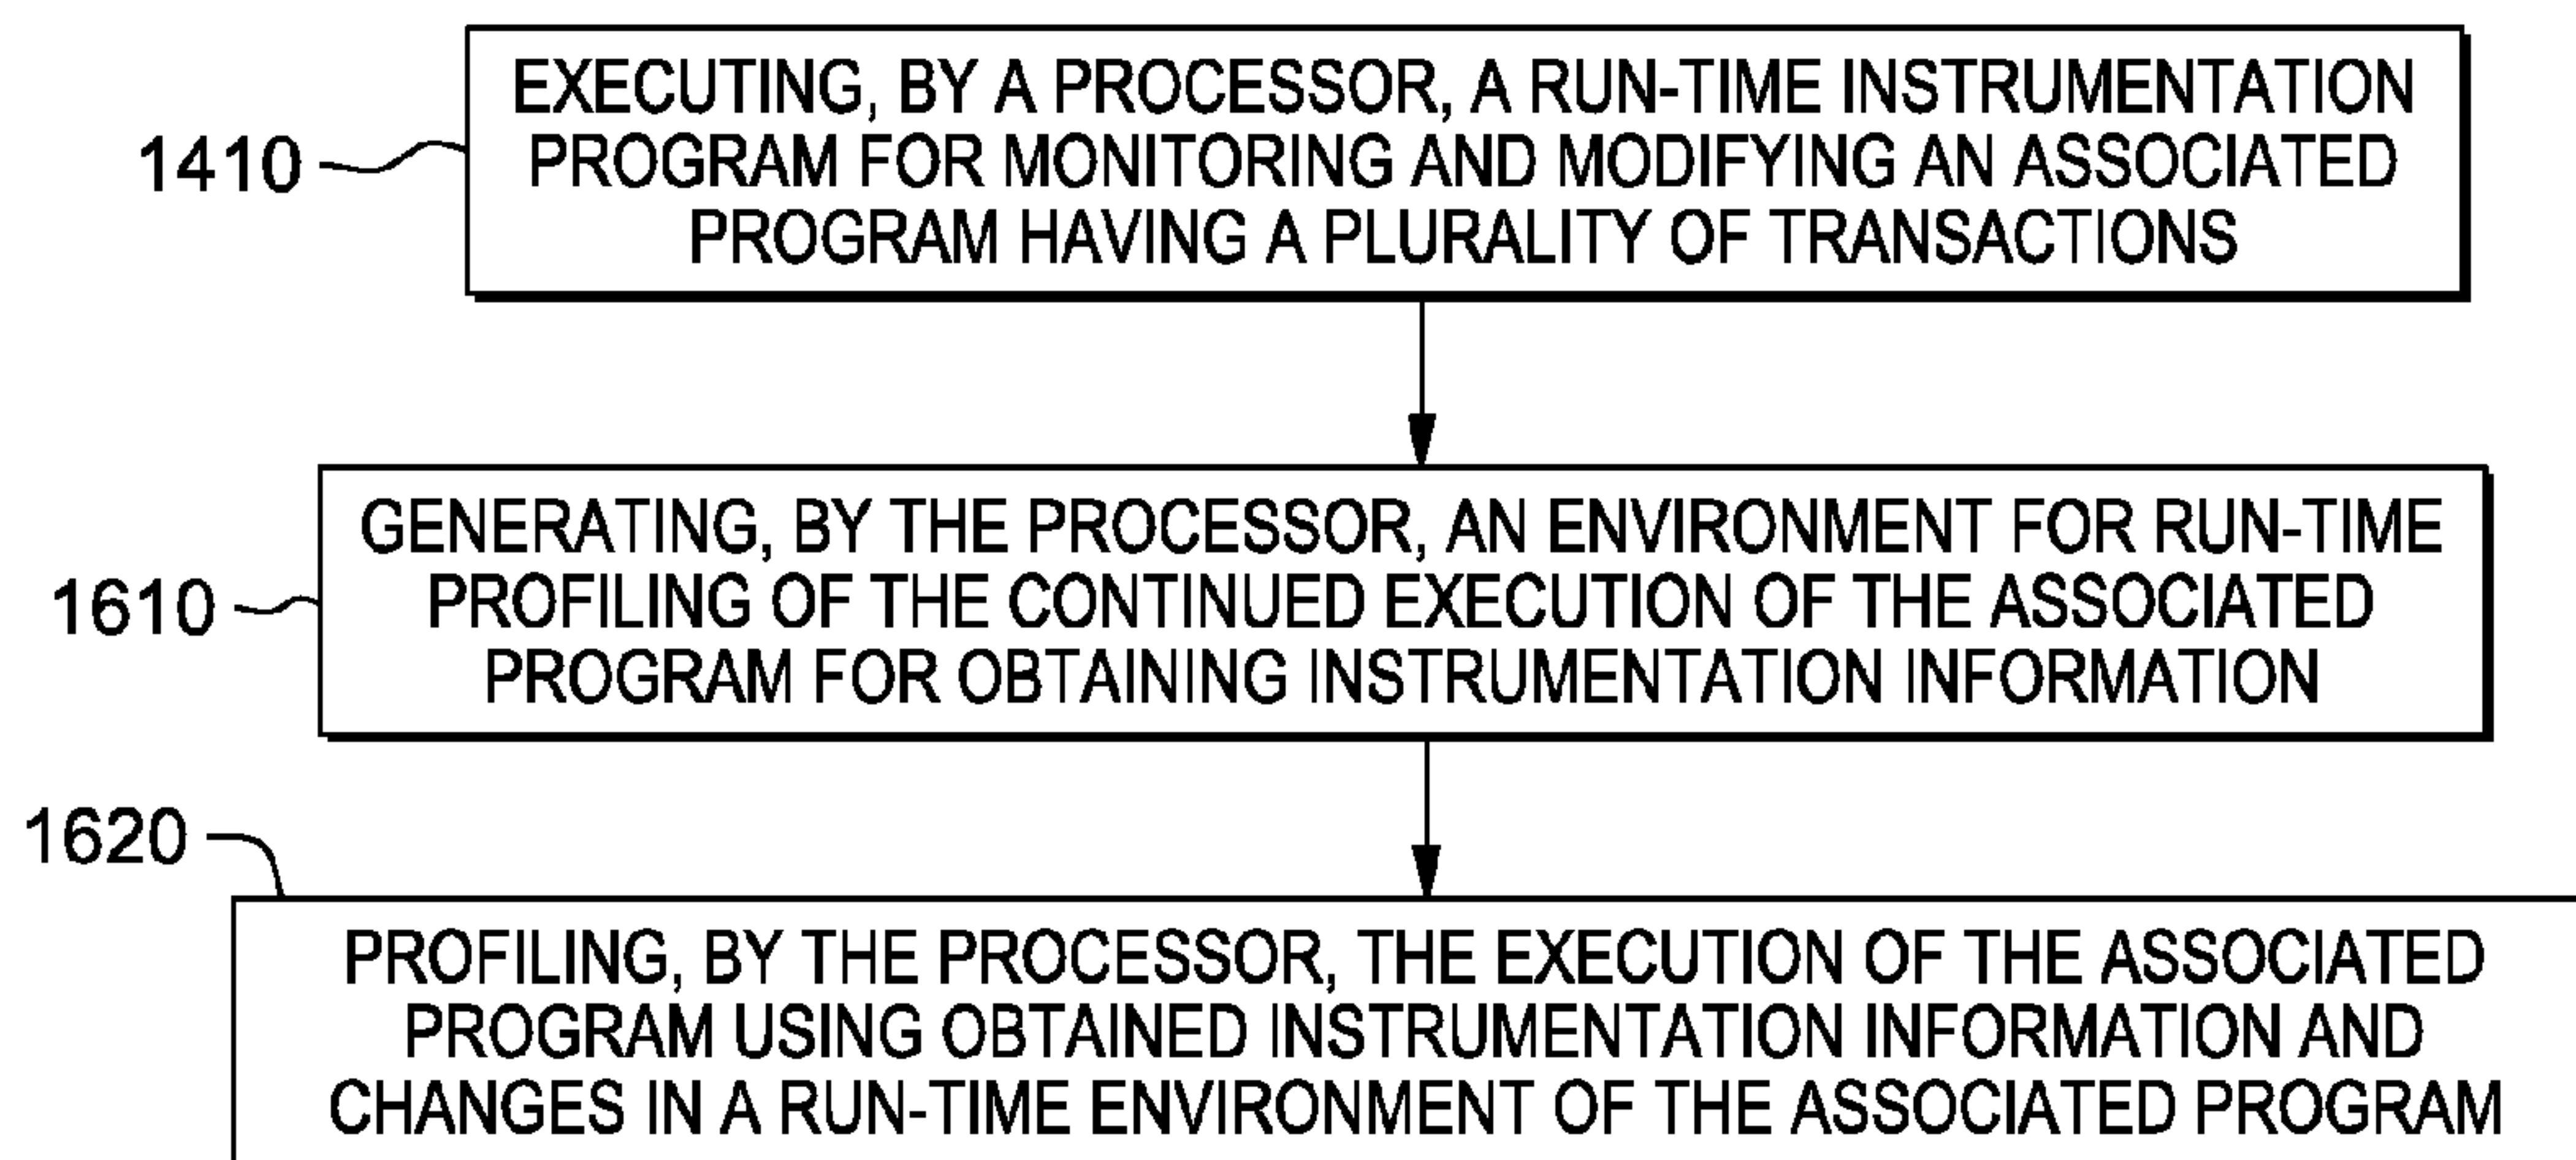 1410
EXECUTING, BY A PROCESSOR, A RUN-TIME INSTRUMENTATION
PROGRAM FOR MONITORING AND MODIFYING AN ASSOCIATED
PROGRAM HAVING A PLURALITY OF TRANSACTIONS
1610
GENERATING, BY THE PROCESSOR, AN ENVIRONMENT FOR RUN-TIME
PROFILING OF THE CONTINUED EXECUTION OF THE ASSOCIATED
PROGRAM FOR OBTAINING INSTRUMENTATION INFORMATION
1620
PROFILING, BY THE PROCESSOR, THE EXECUTION OF THE ASSOCIATED
PROGRAM USING OBTAINED INSTRUMENTATION INFORMATION AND
CHANGES IN A RUN-TIME ENVIRONMENT OF THE ASSOCIATED PROGRAM